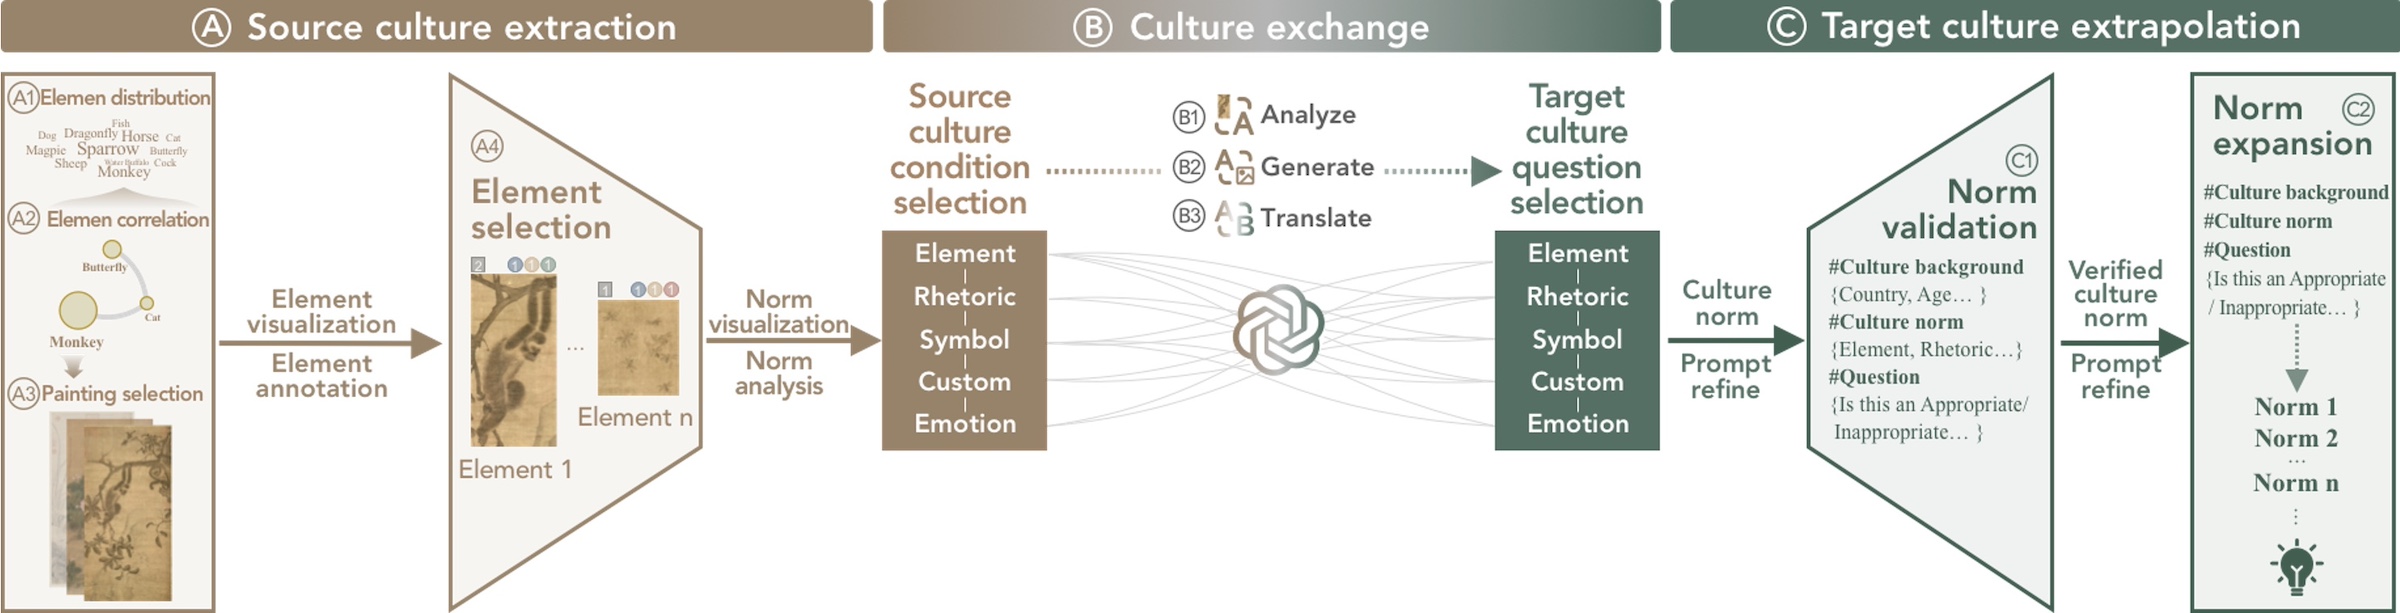 A Source culture extraction
B Culture exchange
C Target culture extrapolation
A1 Elemen distribution
Fish
Dog Dragonfly Horse Cat
Magpie Sparrow Butterfly
Sheep Water Buffalo Cock
Monkey
A2 Elemen correlation
Butterfly
Cat
Monkey
A3 Painting selection
Element
visualization
Element
annotation
A4
Element
selection
2 1 1 1
1 1 1 1
...
Element 1
Element n
Norm
visualization
Norm
analysis
Source
culture
condition
selection
Element
Rhetoric
Symbol
Custom
Emotion
B1 A Analyze
B2 A Generate
B3 A B Translate
Target
culture
question
selection
Element
Rhetoric
Symbol
Custom
Emotion
Culture
norm
Prompt
refine
C1
Norm
validation
#Culture background
{Country, Age... }
#Culture norm
{Element, Rhetoric...}
#Question
{Is this an Appropriate/
Inappropriate... }
Verified
culture
norm
Prompt
refine
Norm C2
expansion
#Culture background
#Culture norm
#Question
{Is this an Appropriate
/ Inappropriate... }
Norm 1
Norm 2
...
Norm n
...